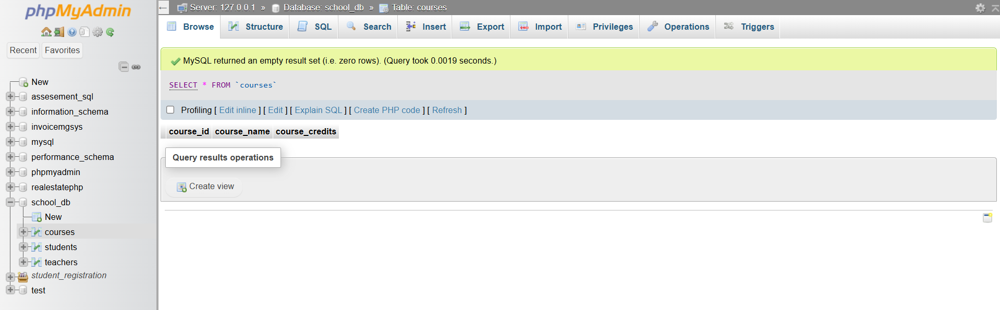 phpMyAdmin
Recent Favorites
New
assesement_sql
information_schema
invoicemgsys
mysql
performance_schema
phpmyadmin
realestatephp
school_db
New
courses
students
teachers
student_registration
test
← Server: 127.0.0.1 » Database: school_db » Table: courses
Browse Structure SQL Search Insert Export Import Privileges Operations Triggers
MySQL returned an empty result set (i.e. zero rows). (Query took 0.0019 seconds.)
SELECT * FROM `courses`
Profiling [ Edit inline ] [ Edit ] [ Explain SQL ] [ Create PHP code ] [ Refresh ]
course_id course_name course_credits
Query results operations
Create view